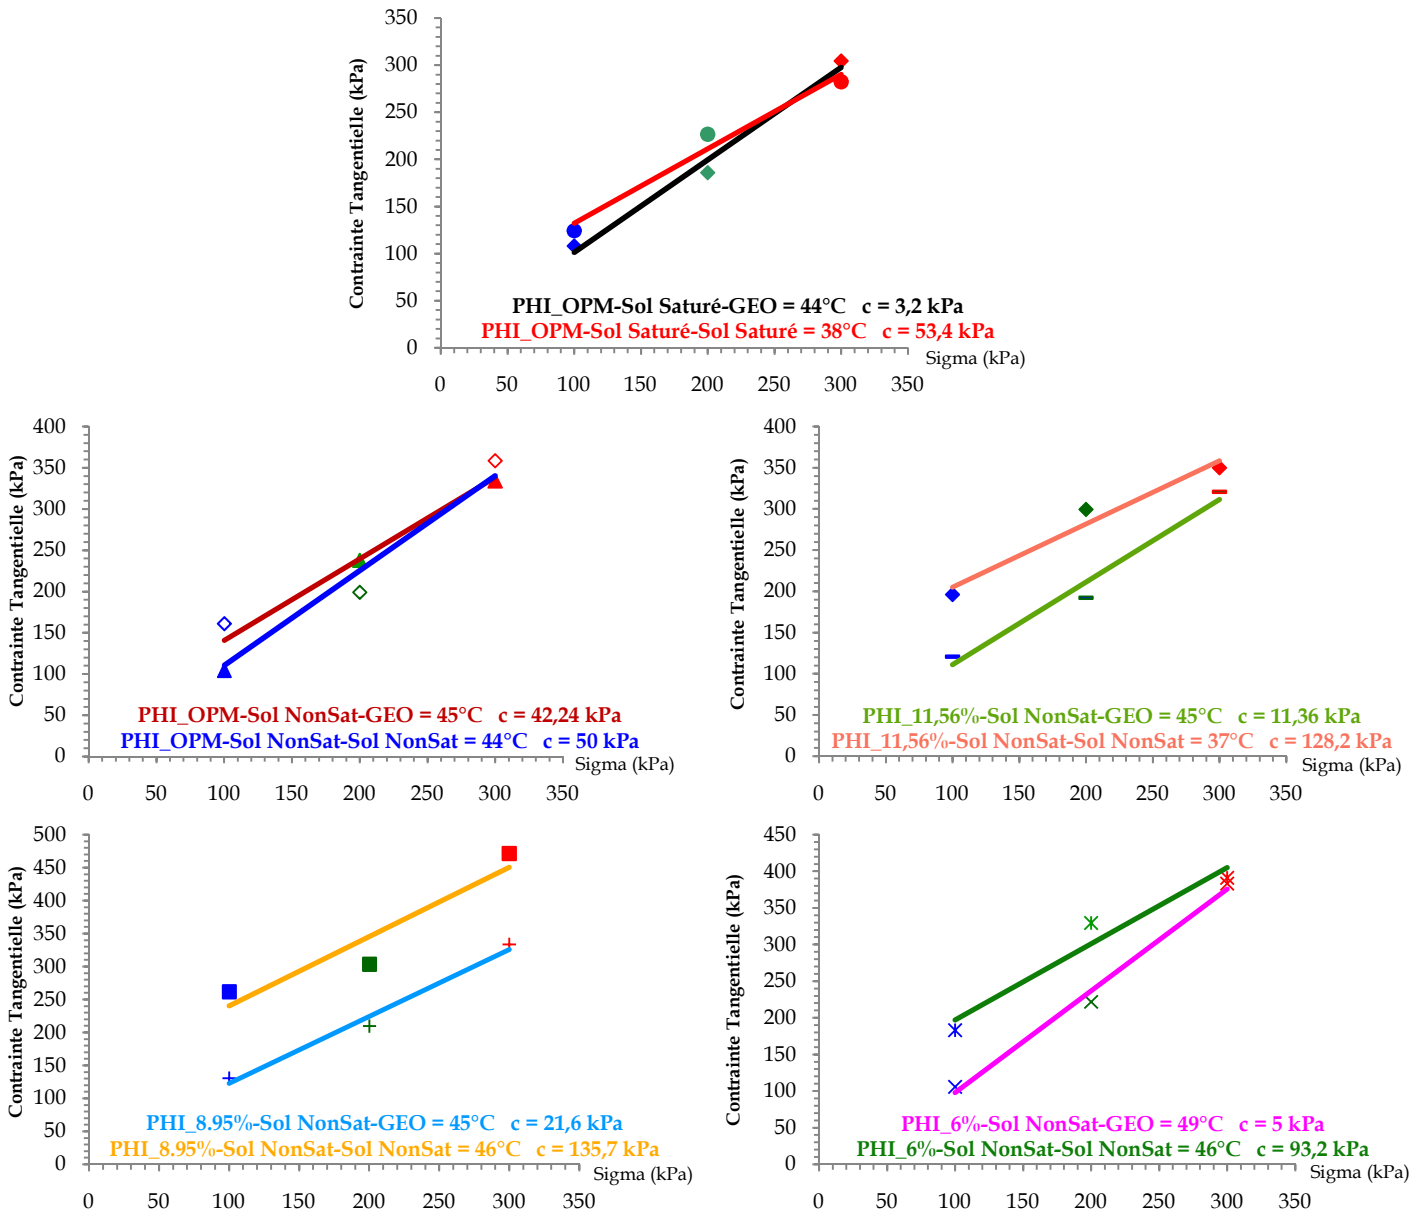 Contrainte Tangentielle (kPa)
350
300
250
200
150
100
50
0
PHI_OPM-Sol Saturé-GEO = 44°C c = 3,2 kPa
PHI_OPM-Sol Saturé-Sol Saturé = 38°C c = 53,4 kPa
Sigma (kPa)
0 50 100 150 200 250 300 350
Contrainte Tangentielle (kPa)
400
350
300
250
200
150
100
50
0
PHI_OPM-Sol NonSat-GEO = 45°C c = 42,24 kPa
PHI_OPM-Sol NonSat-Sol NonSat = 44°C c = 50 kPa
Sigma (kPa)
0 50 100 150 200 250 300 350
Contrainte Tangentielle (kPa)
400
350
300
250
200
150
100
50
0
PHI_11,56%-Sol NonSat-GEO = 45°C c = 11,36 kPa
PHI_11,56%-Sol NonSat-Sol NonSat = 37°C c = 128,2 kPa
Sigma (kPa)
0 50 100 150 200 250 300 350
Contrainte Tangentielle (kPa)
500
450
400
350
300
250
200
150
100
50
0
PHI_8.95%-Sol NonSat-GEO = 45°C c = 21,6 kPa
PHI_8.95%-Sol NonSat-Sol NonSat = 46°C c = 135,7 kPa
Sigma (kPa)
0 50 100 150 200 250 300 350
Contrainte Tangentielle (kPa)
450
400
350
300
250
200
150
100
50
0
PHI_6%-Sol NonSat-GEO = 49°C c = 5 kPa
PHI_6%-Sol NonSat-Sol NonSat = 46°C c = 93,2 kPa
Sigma (kPa)
0 50 100 150 200 250 300 350